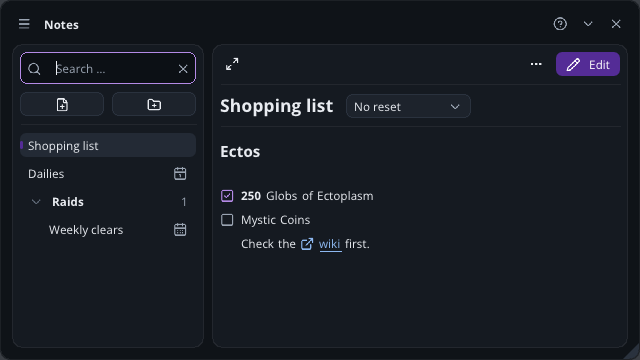 Notes
Search ...
Edit
Shopping list
No reset
Shopping list
Dailies
Raids 1
Weekly clears
Ectos
250 Globs of Ectoplasm
Mystic Coins
Check the wiki first.